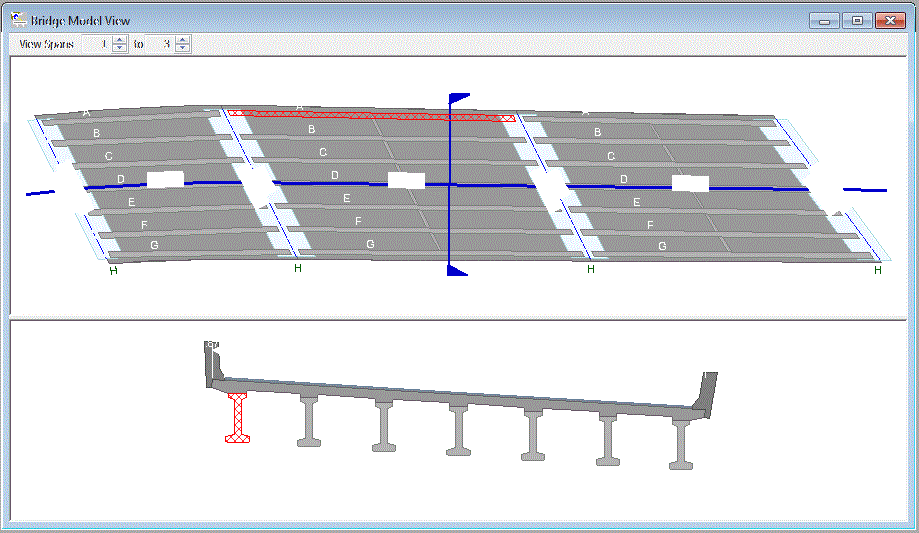 Bridge Model View
View Spans 1 to 3
A A A
B B B
C C C
D D D
E E E
F F F
G G G
H H H H